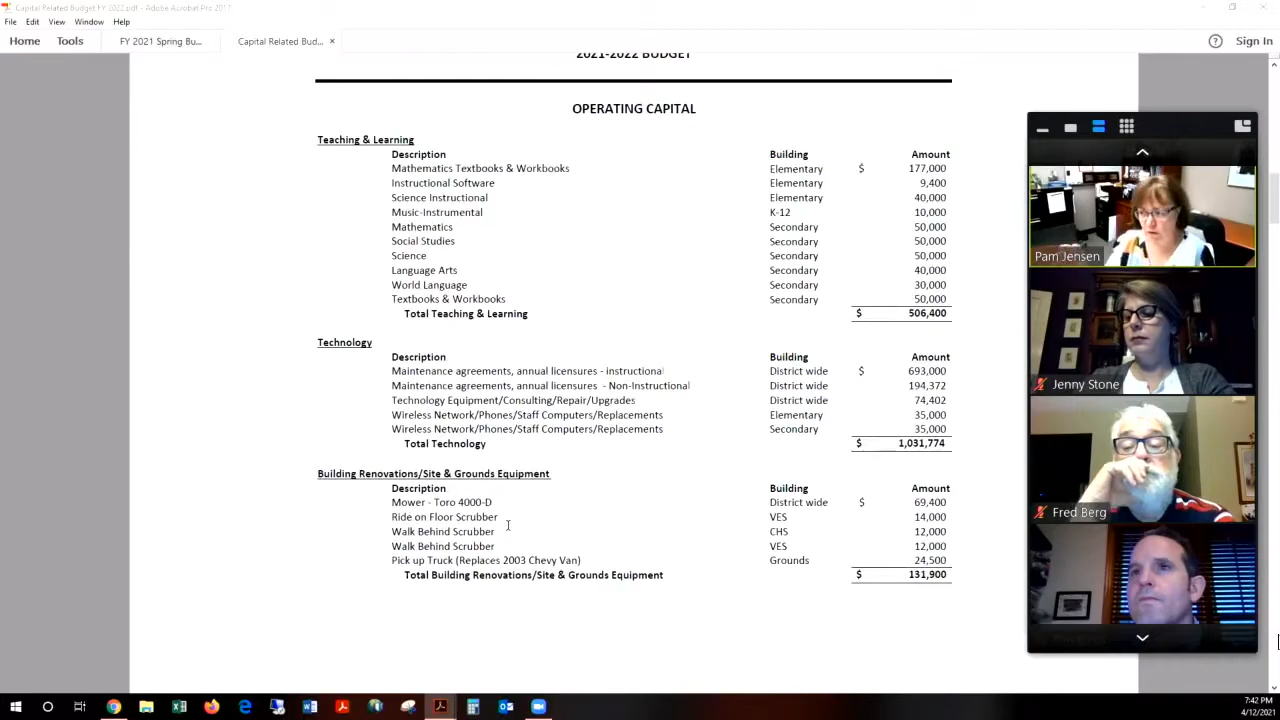 Capital Related Budget FY 2022.pdf - Adobe Acrobat Pro 2017
File Edit View Window Help
Home Tools FY 2021 Spring Bu... Capital Related Bud... × ? Sign In
2021-2022 BUDGET
OPERATING CAPITAL
Teaching & Learning
Description Building Amount
Mathematics Textbooks & Workbooks Elementary $ 177,000
Instructional Software Elementary 9,400
Science Instructional Elementary 40,000
Music-Instrumental K-12 10,000
Mathematics Secondary 50,000
Social Studies Secondary 50,000
Science Secondary 50,000
Language Arts Secondary 40,000
World Language Secondary 30,000
Textbooks & Workbooks Secondary 50,000
Total Teaching & Learning $ 506,400
Technology
Description Building Amount
Maintenance agreements, annual licensures - instructional District wide $ 693,000
Maintenance agreements, annual licensures - Non-Instructional District wide 194,372
Technology Equipment/Consulting/Repair/Upgrades District wide 74,402
Wireless Network/Phones/Staff Computers/Replacements Elementary 35,000
Wireless Network/Phones/Staff Computers/Replacements Secondary 35,000
Total Technology $ 1,031,774
Building Renovations/Site & Grounds Equipment
Description Building Amount
Mower - Toro 4000-D District wide $ 69,400
Ride on Floor Scrubber VES 14,000
Walk Behind Scrubber CHS 12,000
Walk Behind Scrubber VES 12,000
Pick up Truck (Replaces 2003 Chevy Van) Grounds 24,500
Total Building Renovations/Site & Grounds Equipment $ 131,900
Pam Jensen
Jenny Stone
Fred Berg
7:42 PM
4/12/2021